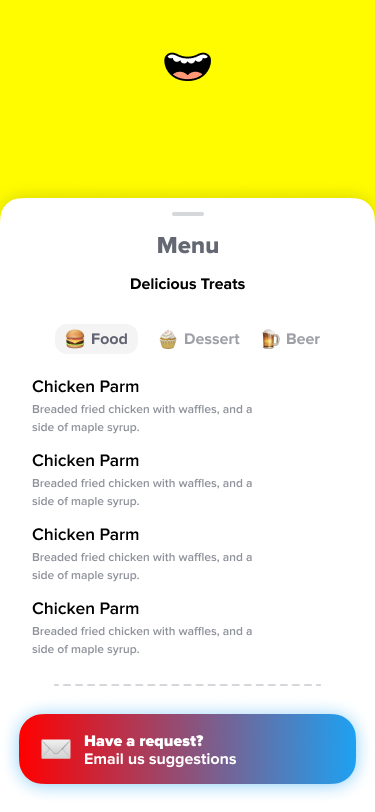 Menu
Delicious Treats
Food Dessert Beer
Chicken Parm
Breaded fried chicken with waffles, and a
side of maple syrup.
Chicken Parm
Breaded fried chicken with waffles, and a
side of maple syrup.
Chicken Parm
Breaded fried chicken with waffles, and a
side of maple syrup.
Chicken Parm
Breaded fried chicken with waffles, and a
side of maple syrup.
Have a request?
Email us suggestions